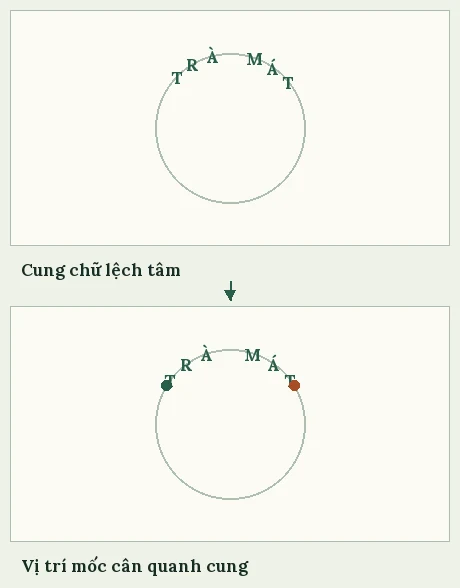 TRÀ MÁT
Cung chữ lệch tâm
TRÀ MÁT
Vị trí mốc cân quanh cung